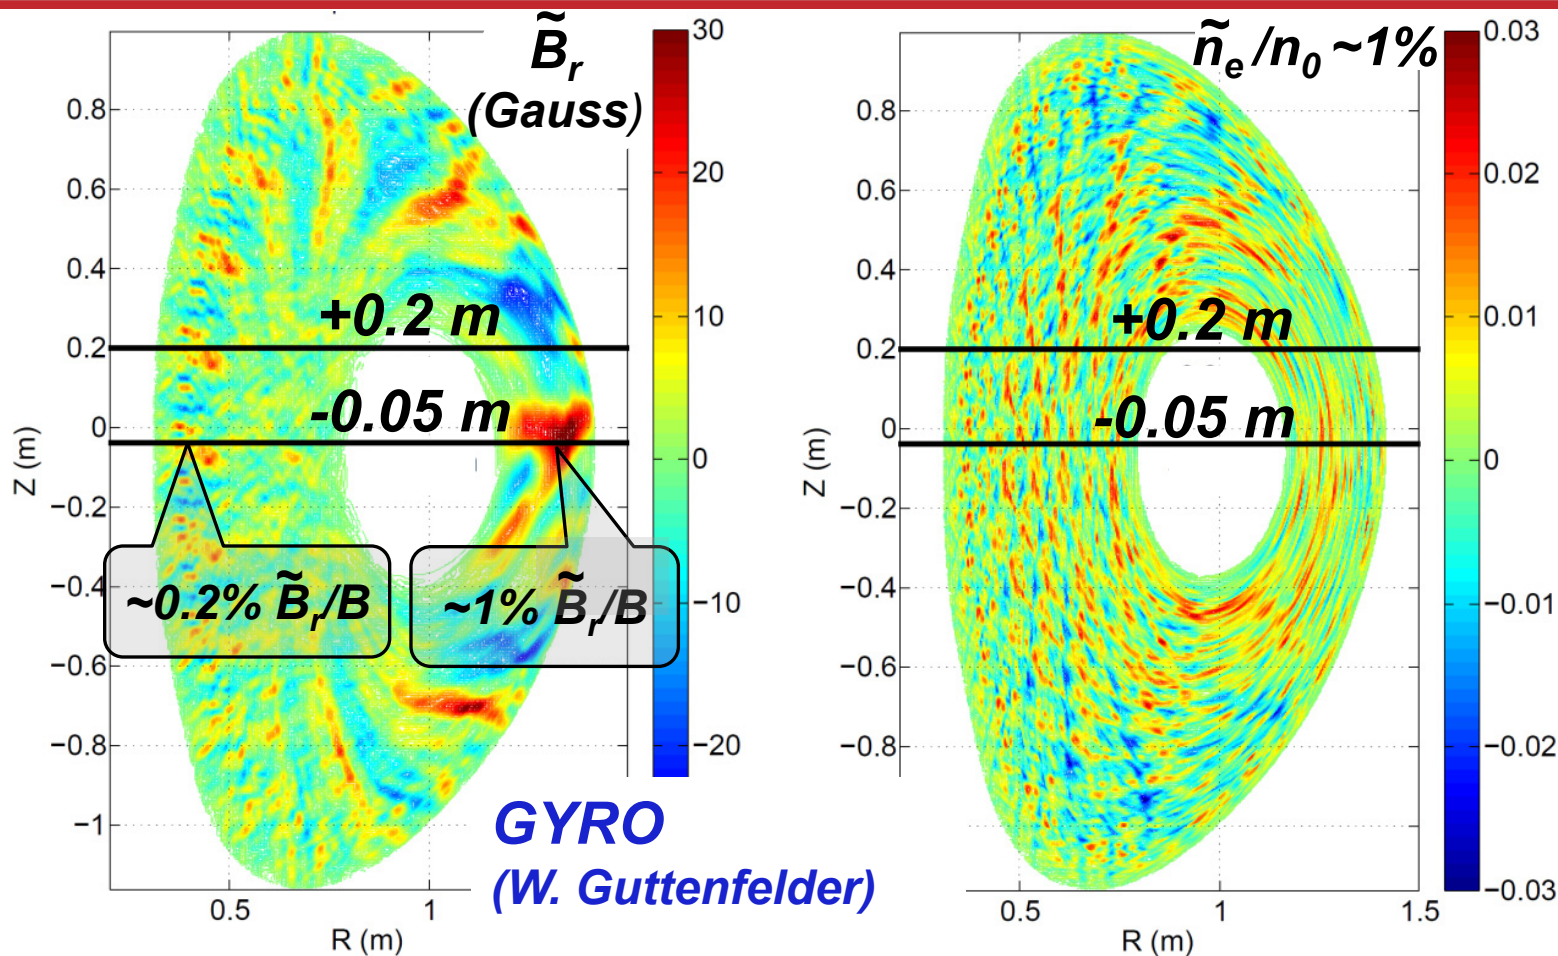 B̃r
(Gauss)
30
20
10
0
−10
−20
0.8
0.6
0.4
0.2
0
−0.2
−0.4
−0.6
−0.8
−1
Z (m)
+0.2 m
-0.05 m
~0.2% B̃r/B
~1% B̃r/B
0.5
1
R (m)
GYRO
(W. Guttenfelder)
ñe/n0 ~1%
0.03
0.02
0.01
0
−0.01
−0.02
−0.03
0.8
0.6
0.4
0.2
0
−0.2
−0.4
−0.6
−0.8
Z (m)
+0.2 m
-0.05 m
0.5
1
1.5
R (m)